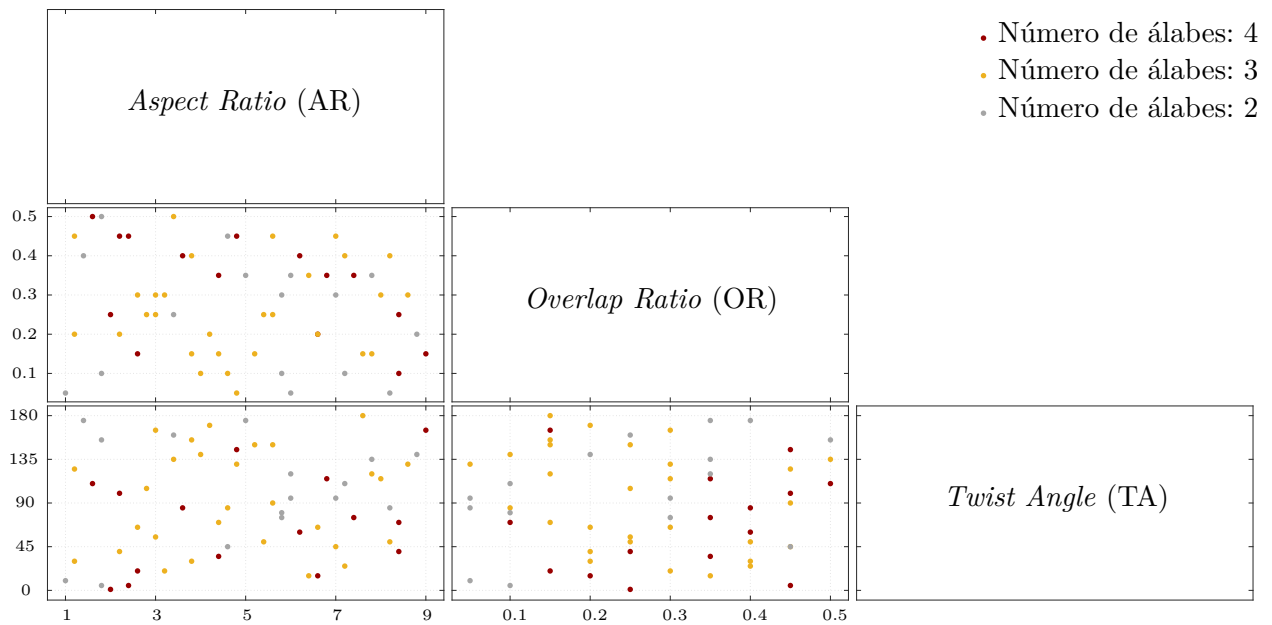 Aspect Ratio (AR)
Número de álabes: 4
Número de álabes: 3
Número de álabes: 2
0.5
0.4
0.3
0.2
0.1
Overlap Ratio (OR)
180
135
90
45
0
Twist Angle (TA)
1 3 5 7 9 0.1 0.2 0.3 0.4 0.5